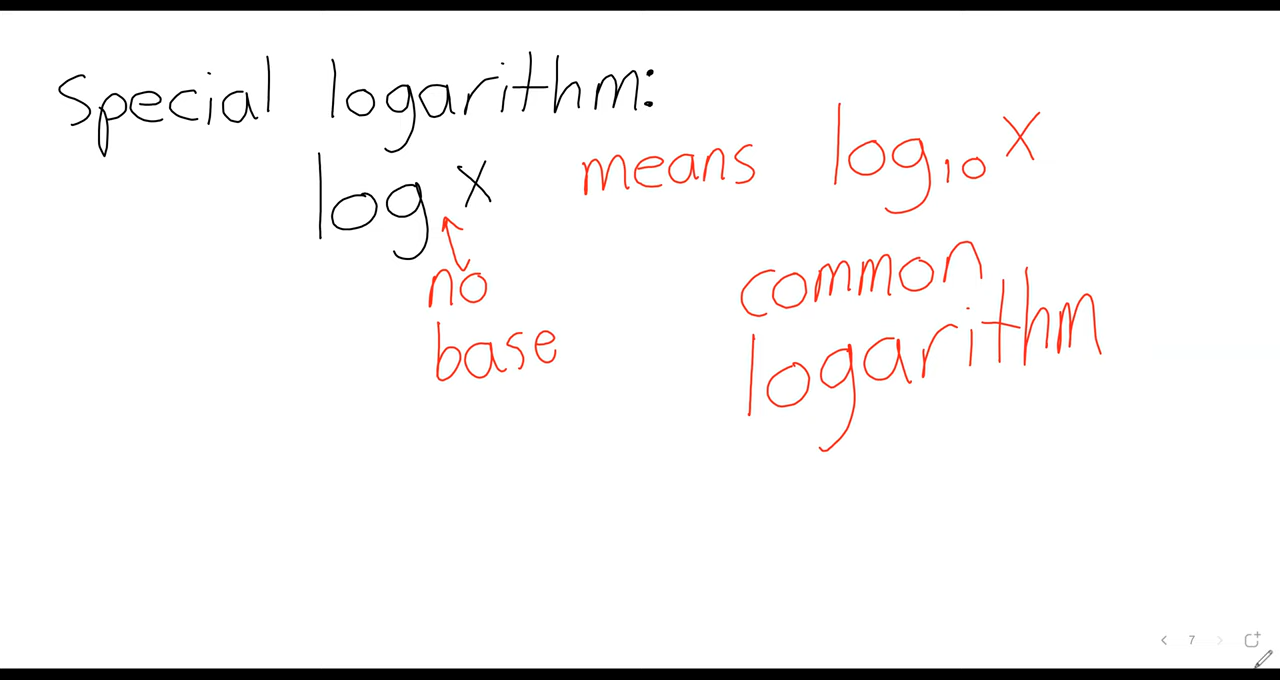 Special logarithm:
log x means log₁₀ x
no
base
common
logarithm
7